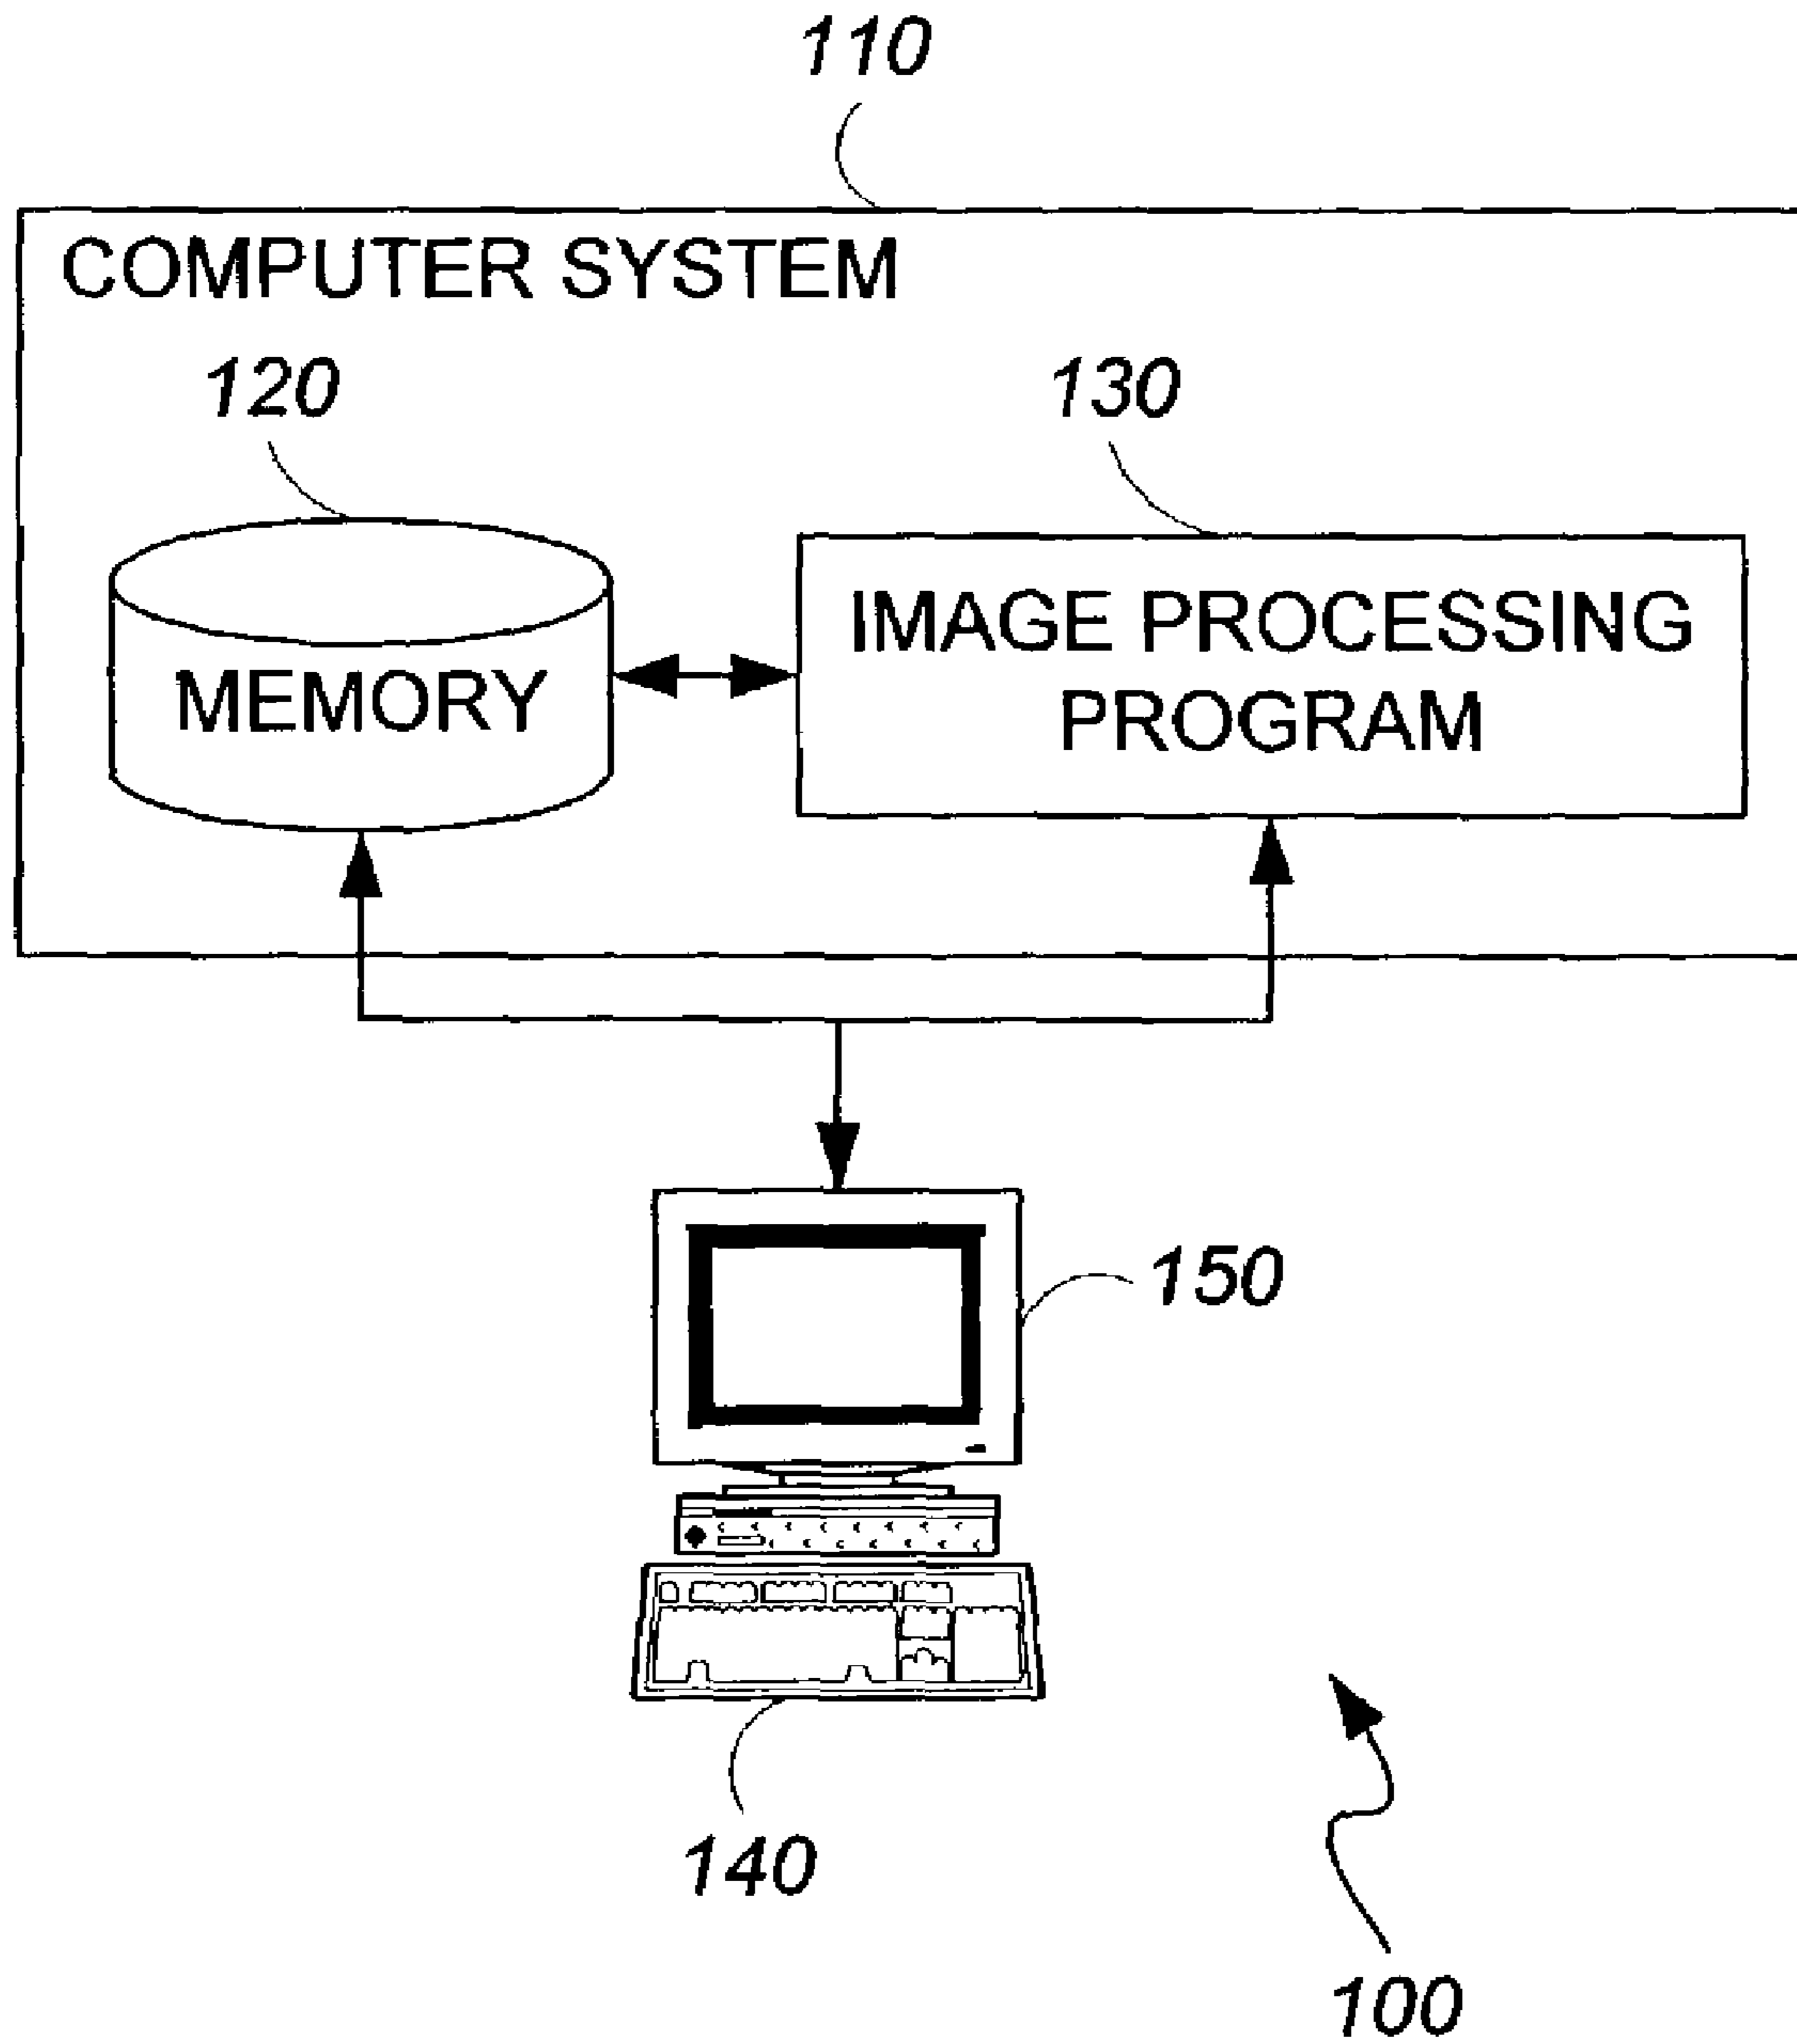 110
COMPUTER SYSTEM
120
130
MEMORY
IMAGE PROCESSING
PROGRAM
150
140
100